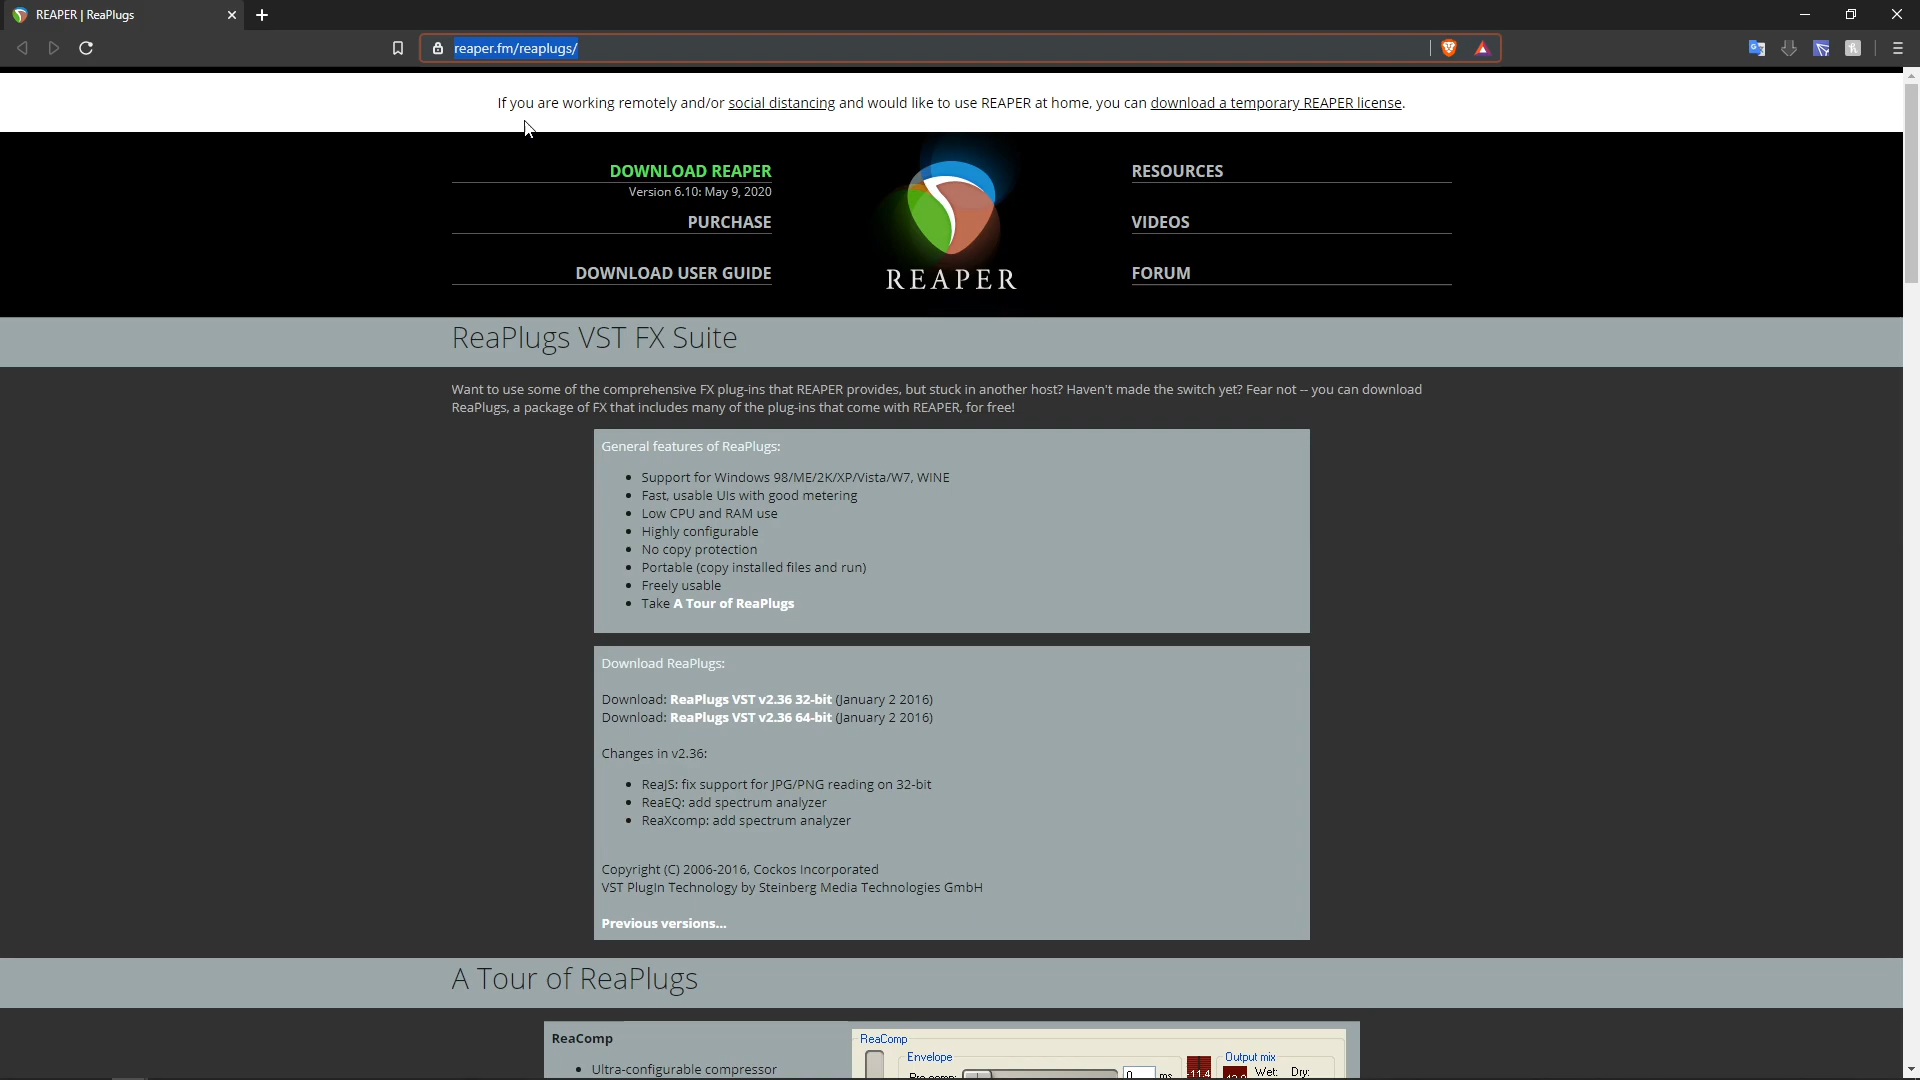 REAPER | ReaPlugs
reaper.fm/reaplugs/
If you are working remotely and/or social distancing and would like to use REAPER at home, you can download a temporary REAPER license.
DOWNLOAD REAPER
Version 6.10: May 9, 2020
PURCHASE
DOWNLOAD USER GUIDE
REAPER
RESOURCES
VIDEOS
FORUM
ReaPlugs VST FX Suite
Want to use some of the comprehensive FX plug-ins that REAPER provides, but stuck in another host? Haven't made the switch yet? Fear not -- you can download
ReaPlugs, a package of FX that includes many of the plug-ins that come with REAPER, for free!
General features of ReaPlugs:
Support for Windows 98/ME/2K/XP/Vista/W7, WINE
Fast, usable UIs with good metering
Low CPU and RAM use
Highly configurable
No copy protection
Portable (copy installed files and run)
Freely usable
Take A Tour of ReaPlugs
Download ReaPlugs:
Download: ReaPlugs VST v2.36 32-bit (January 2 2016)
Download: ReaPlugs VST v2.36 64-bit (January 2 2016)
Changes in v2.36:
ReaJS: fix support for JPG/PNG reading on 32-bit
ReaEQ: add spectrum analyzer
ReaXcomp: add spectrum analyzer
Copyright (C) 2006-2016, Cockos Incorporated
VST PlugIn Technology by Steinberg Media Technologies GmbH
Previous versions...
A Tour of ReaPlugs
ReaComp
Ultra-configurable compressor
ReaComp
Envelope
Output mix
Pre-comp:
ms
-11.4
Wet:
Dry: